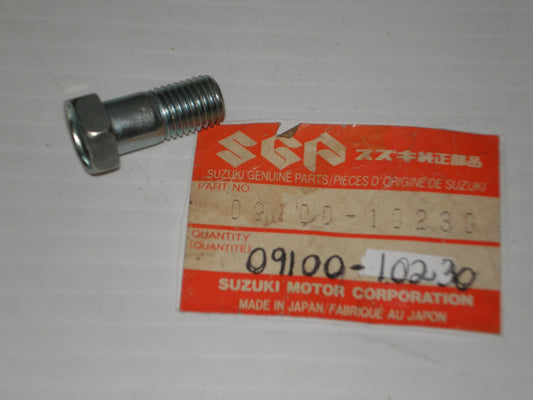 SGP スズキ純正部品
SUZUKI GENUINE PARTS/PIECES D'ORIGINE DE SUZUKI
PART NO.
09100-10230
QUANTITY
(QUANTITE)
09100-10230
SUZUKI MOTOR CORPORATION
MADE IN JAPAN/FABRIQUÉ AU JAPON